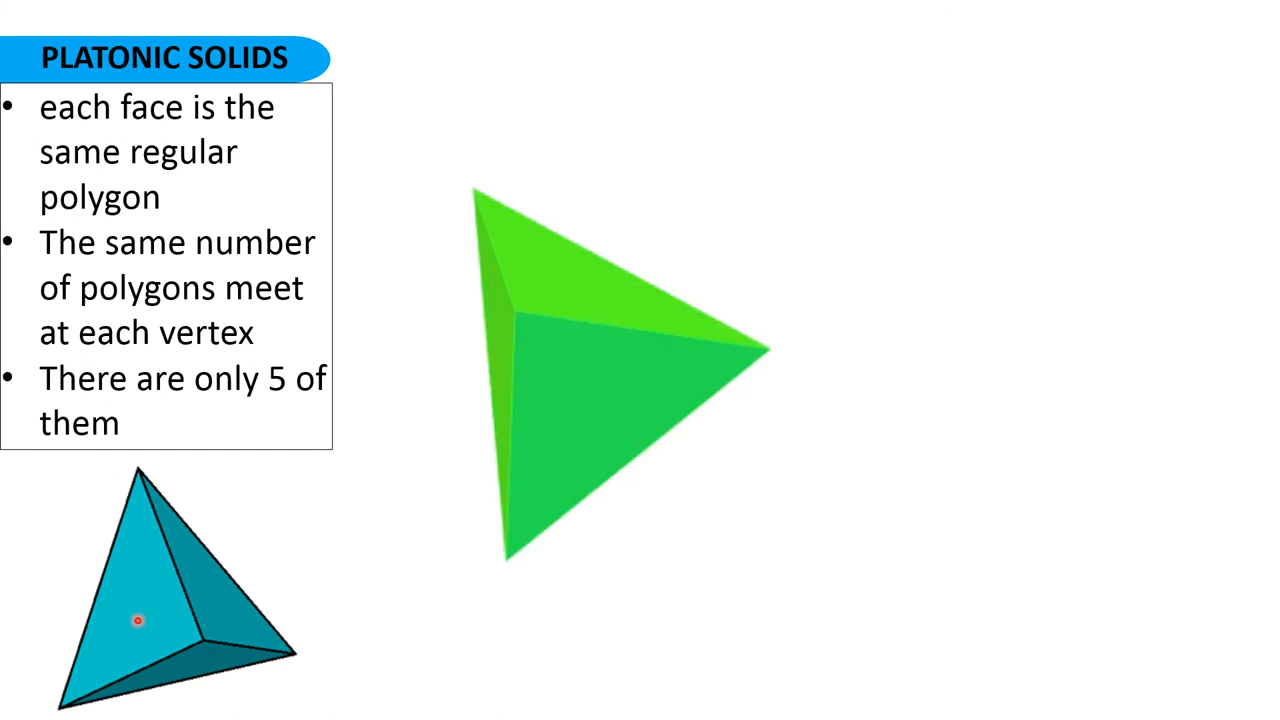 PLATONIC SOLIDS
• each face is the
same regular
polygon
• The same number
of polygons meet
at each vertex
• There are only 5 of
them